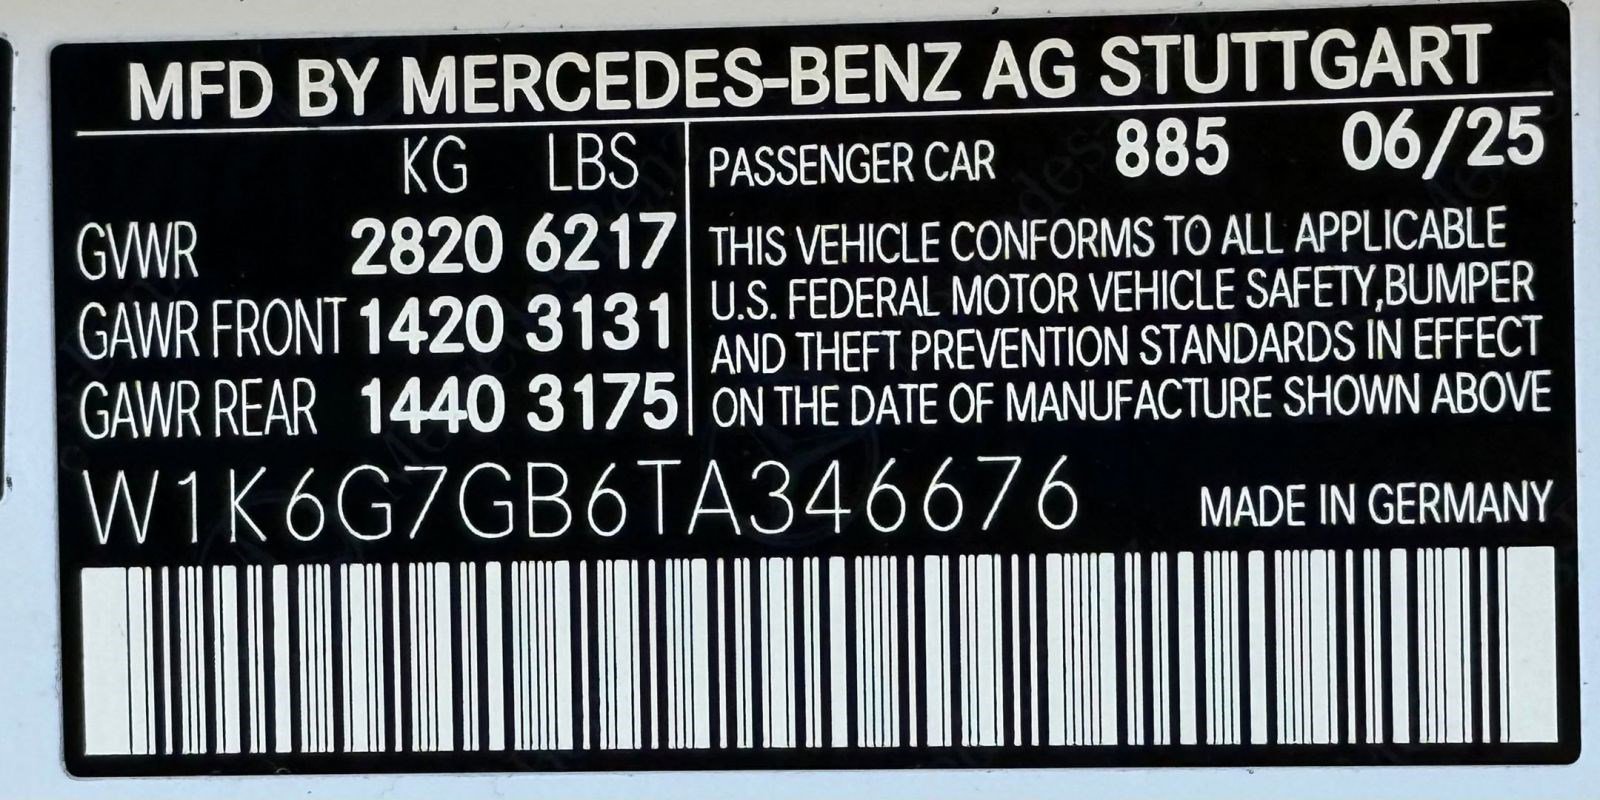 MFD BY MERCEDES-BENZ AG STUTTGART
KG LBS
GVWR 2820 6217
GAWR FRONT 1420 3131
GAWR REAR 1440 3175
PASSENGER CAR 885 06/25
THIS VEHICLE CONFORMS TO ALL APPLICABLE
U.S. FEDERAL MOTOR VEHICLE SAFETY,BUMPER
AND THEFT PREVENTION STANDARDS IN EFFECT
ON THE DATE OF MANUFACTURE SHOWN ABOVE
W1K6G7GB6TA346676
MADE IN GERMANY